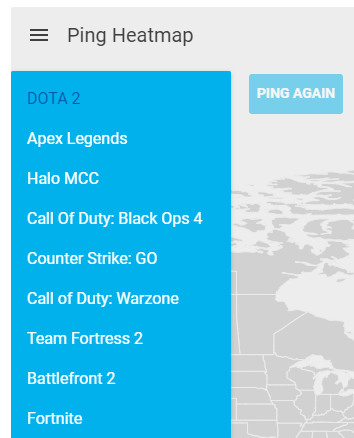 Ping Heatmap
DOTA 2
PING AGAIN
Apex Legends
Halo MCC
Call Of Duty: Black Ops 4
Counter Strike: GO
Call of Duty: Warzone
Team Fortress 2
Battlefront 2
Fortnite